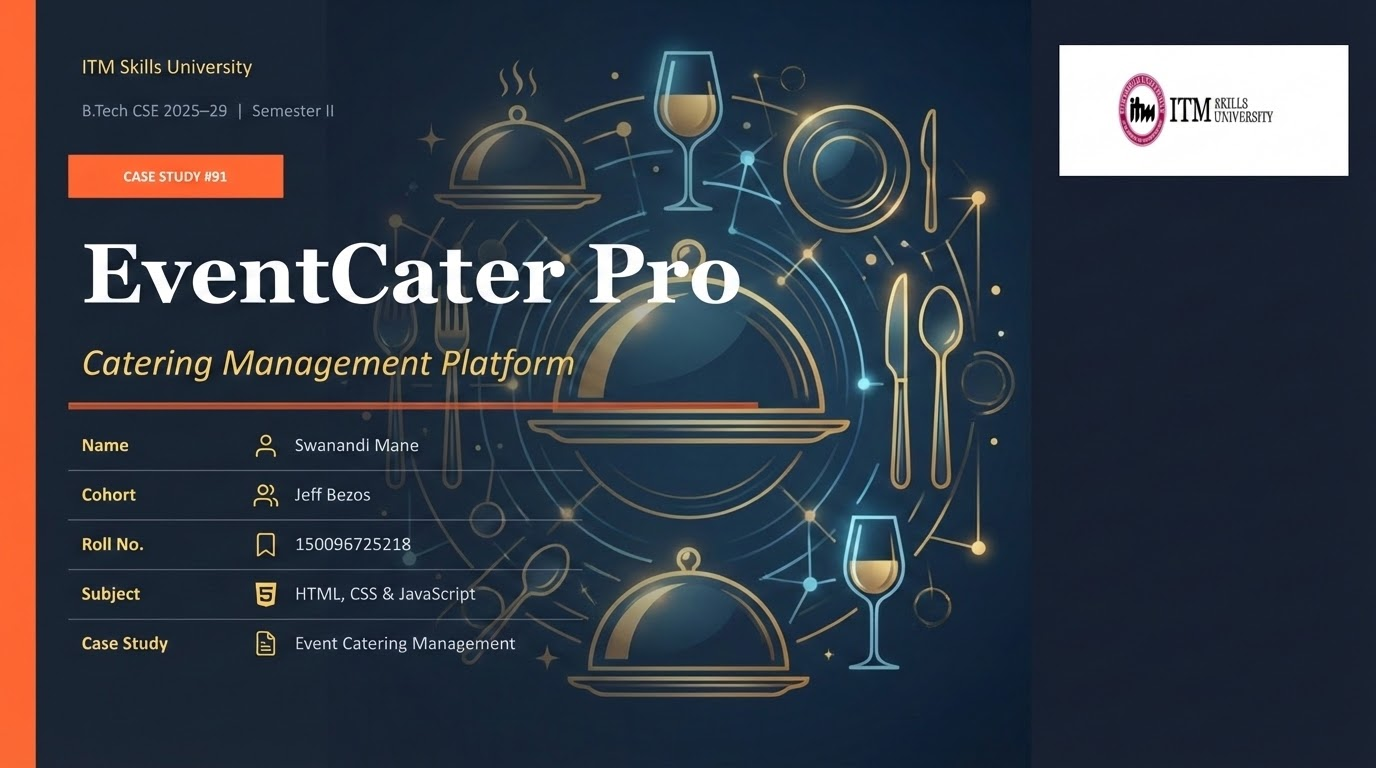 ITM Skills University
B.Tech CSE 2025–29 | Semester II
CASE STUDY #91
EventCater Pro
Catering Management Platform
Name Swanandi Mane
Cohort Jeff Bezos
Roll No. 150096725218
Subject HTML, CSS & JavaScript
Case Study Event Catering Management
itm ITM SKILLS
UNIVERSITY